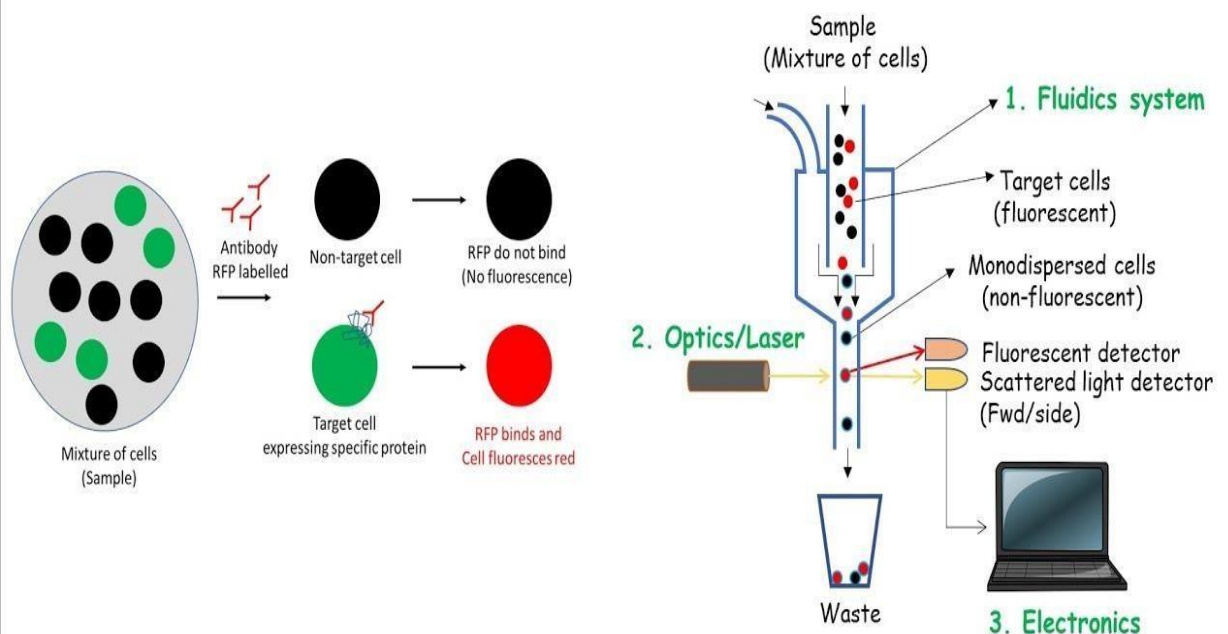 Antibody
RFP labelled
Non-target cell
RFP do not bind
(No fluorescence)
Target cell
expressing specific protein
RFP binds and
Cell fluoresces red
Mixture of cells
(Sample)
Sample
(Mixture of cells)
1. Fluidics system
Target cells
(fluorescent)
Monodispersed cells
(non-fluorescent)
2. Optics/Laser
Fluorescent detector
Scattered light detector
(Fwd/side)
Waste
3. Electronics